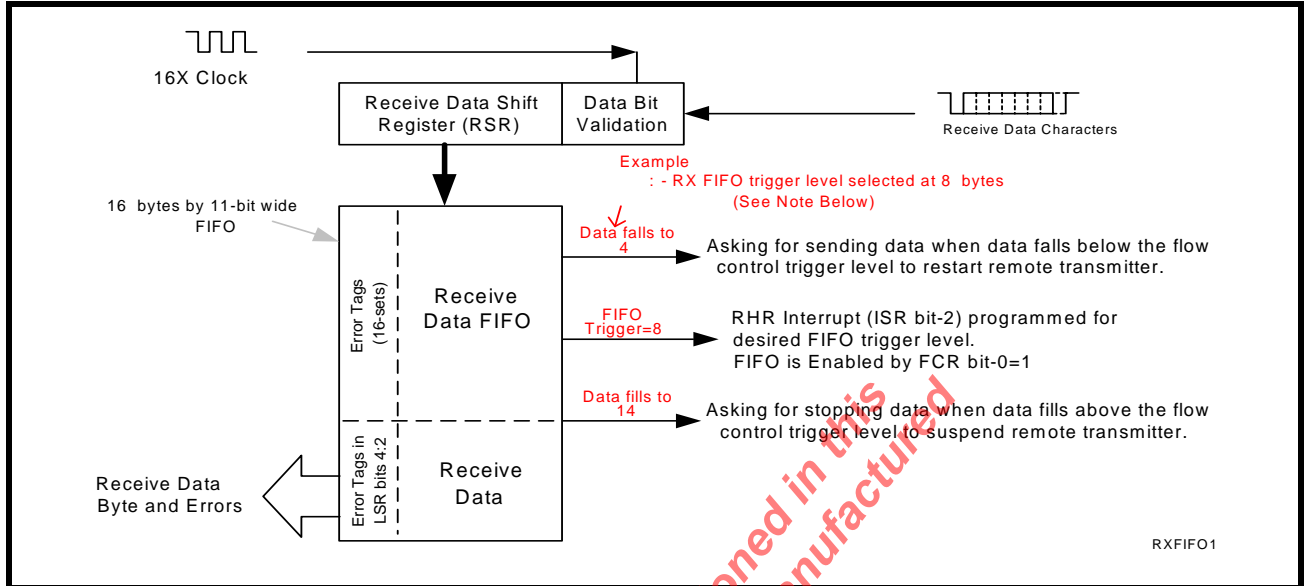 16X Clock
Receive Data Shift
Register (RSR)
Data Bit
Validation
Receive Data Characters
Example
: - RX FIFO trigger level selected at 8 bytes
(See Note Below)
16 bytes by 11-bit wide
FIFO
Data falls to
4
Asking for sending data when data falls below the flow
control trigger level to restart remote transmitter.
Error Tags
(16-sets)
Receive
Data FIFO
FIFO
Trigger=8
RHR Interrupt (ISR bit-2) programmed for
desired FIFO trigger level.
FIFO is Enabled by FCR bit-0=1
Data fills to
14
Asking for stopping data when data fills above the flow
control trigger level to suspend remote transmitter.
Error Tags in
LSR bits 4:2
Receive
Data
Receive Data
Byte and Errors
RXFIFO1
oned in this
nufactured